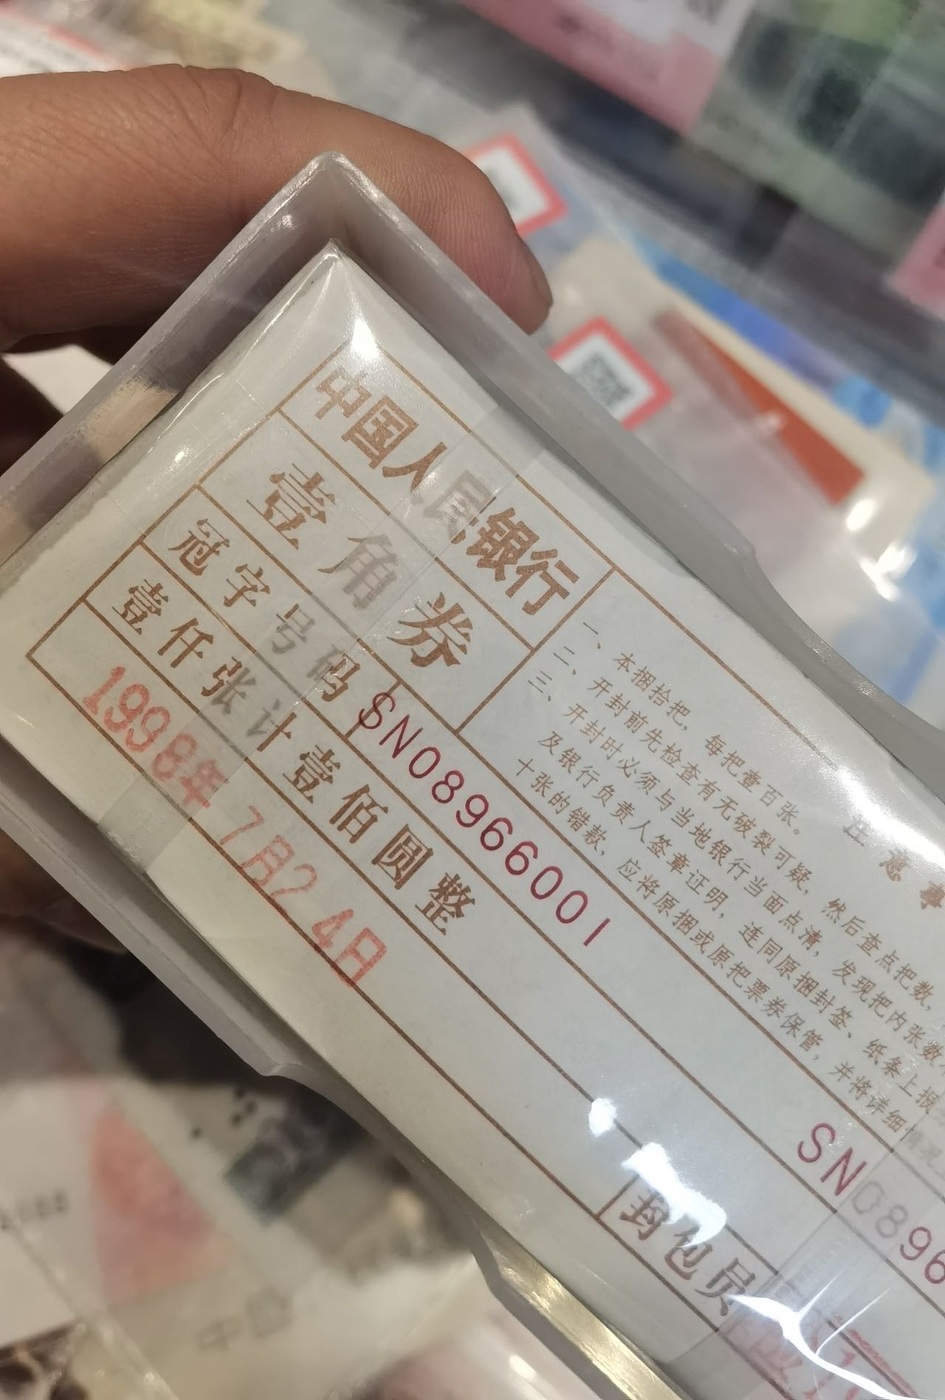 中国人民银行
壹角券
冠字号码 SN08966001
壹仟张计壹佰圆整
1998年7月24日
注意事
一、本捆拾把，每把壹百张。
二、开封前先检查有无破裂可疑，然后查点把数，
三、开封时必须与当地银行当面点清，发现把内张数
及银行负责人签章证明，连同原捆封签、纸条上报
十张的错款，应将原捆或原把票券保管，并将详细
SN0896
封包员